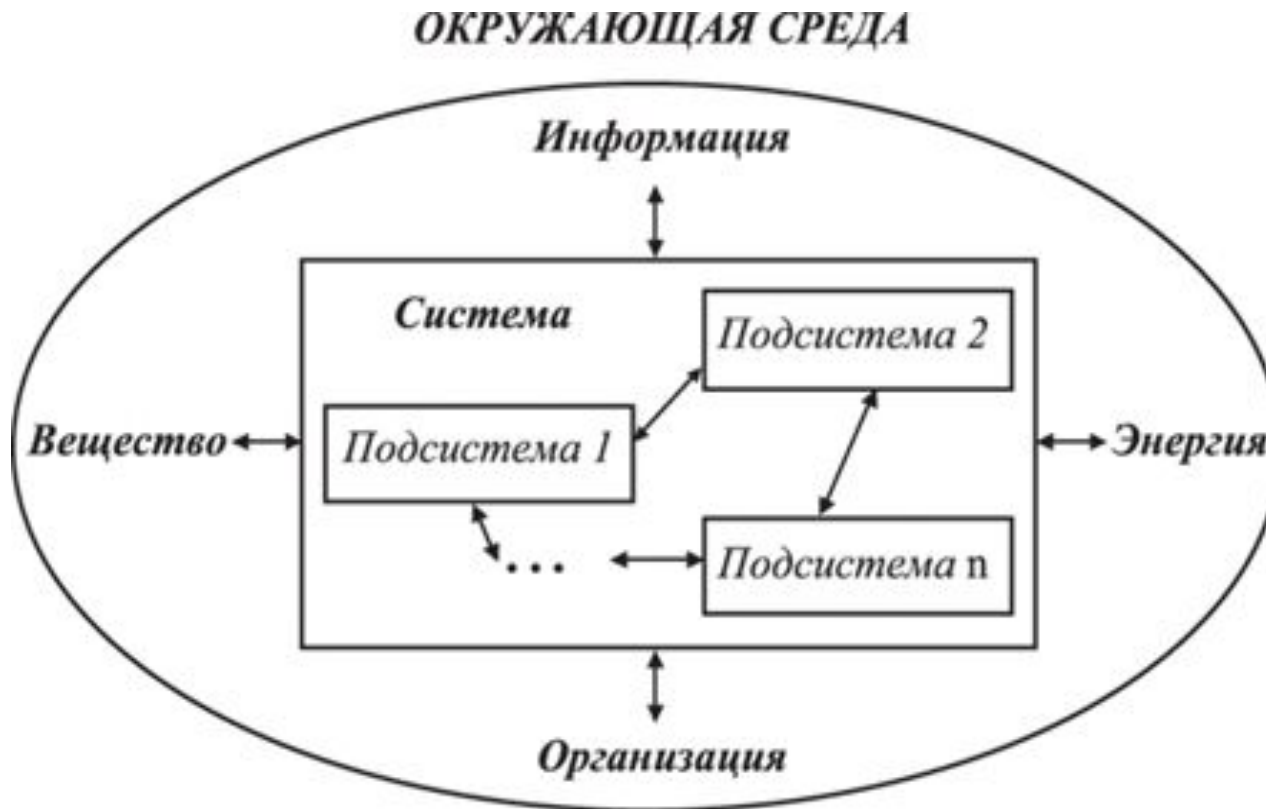 ОКРУЖАЮЩАЯ СРЕДА
Информация
Система
Подсистема 2
Вещество
Подсистема 1
Энергия
...
Подсистема n
Организация